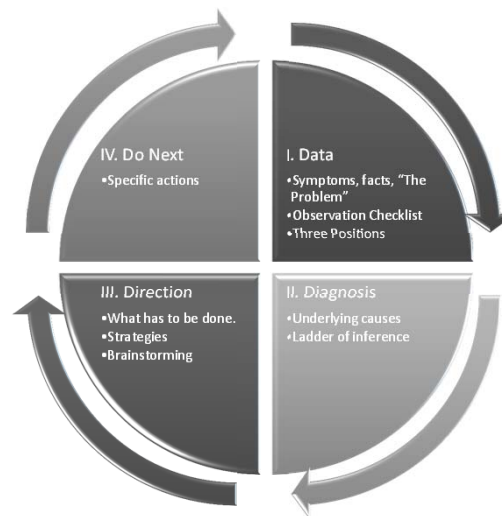 I. Data
•Symptoms, facts, “The
Problem”
•Observation Checklist
•Three Positions
II. Diagnosis
•Underlying causes
•Ladder of inference
III. Direction
•What has to be done.
•Strategies
•Brainstorming
IV. Do Next
•Specific actions